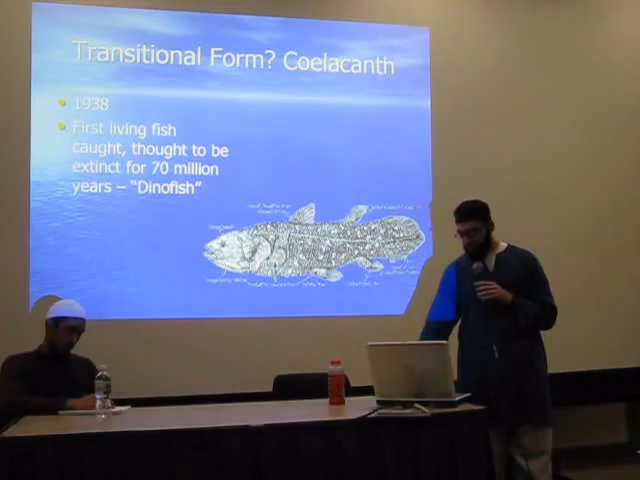 Transitional Form? Coelacanth
• 1938
• First living fish
caught, thought to be
extinct for 70 million
years – "Dinofish"